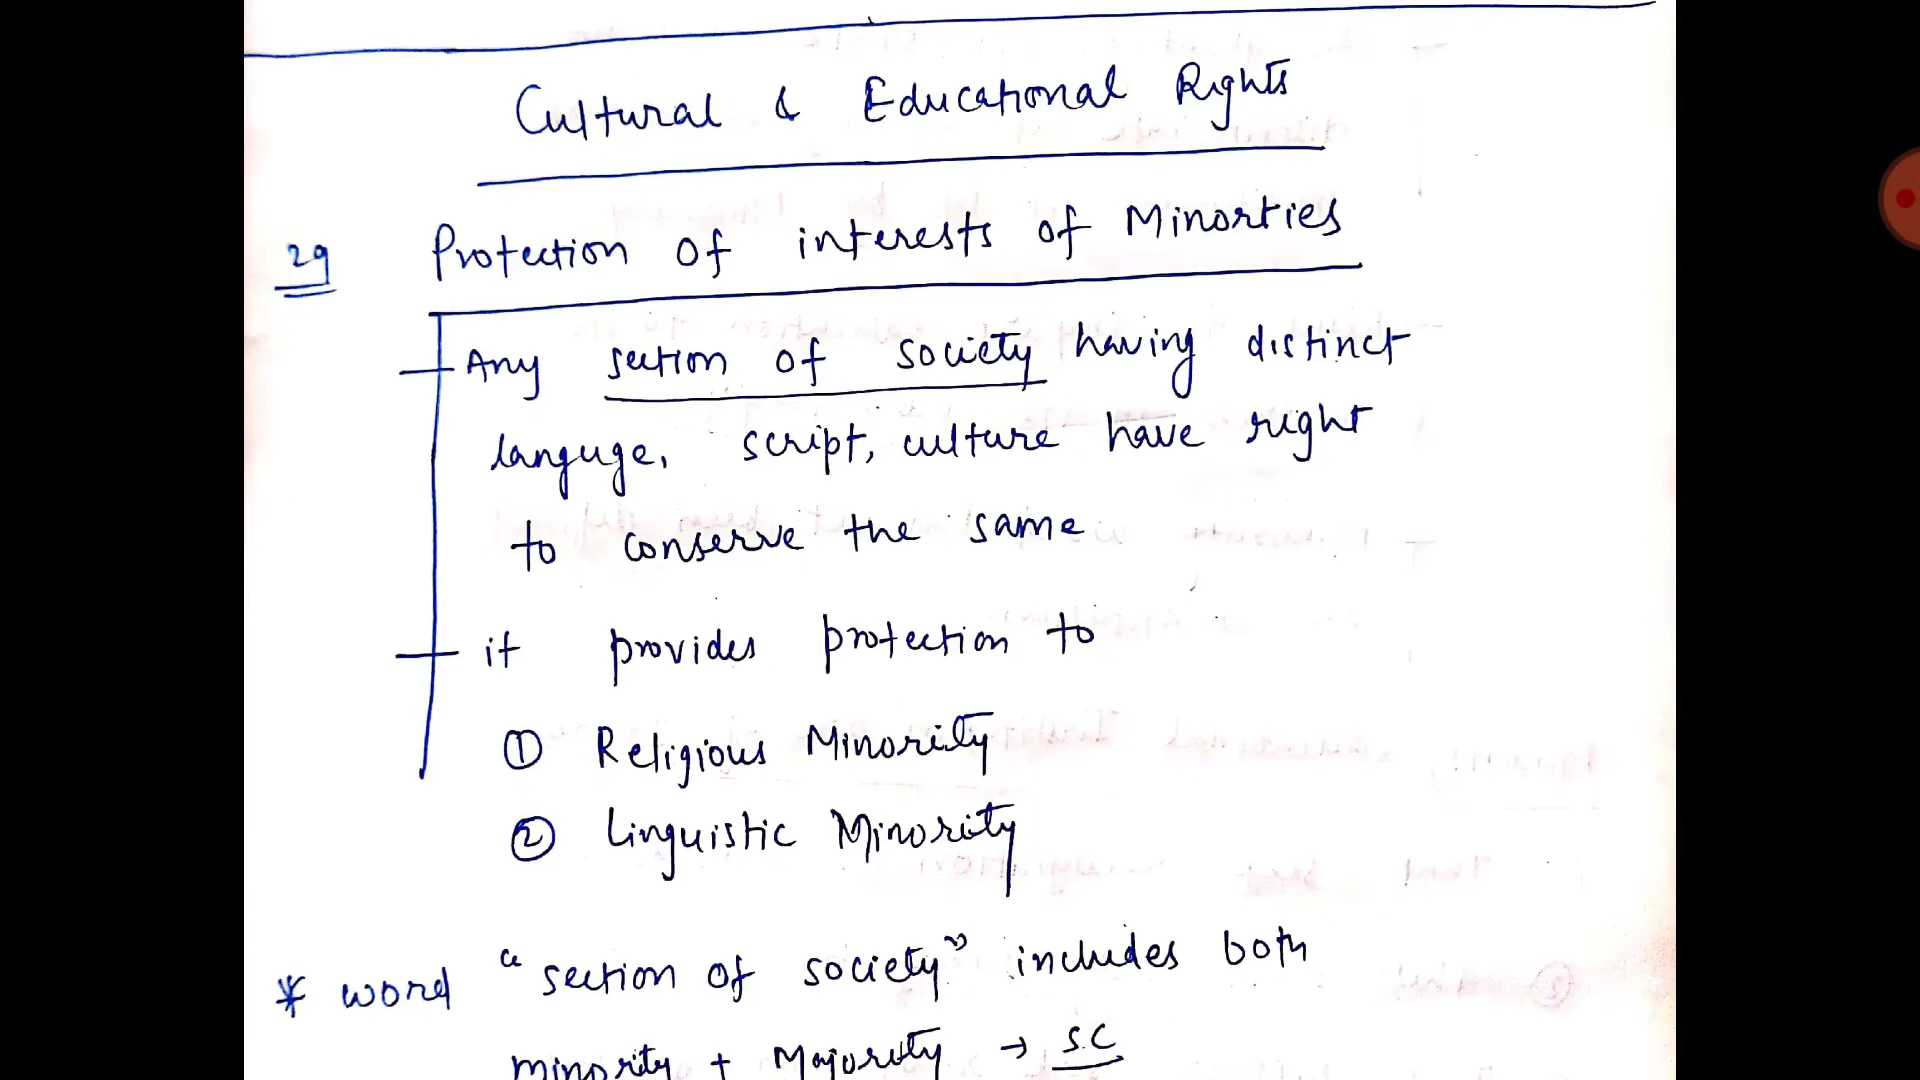 Cultural & Educational Rights
29 Protection of interests of Minorties
Any section of society having distinct
languge, script, culture have right
to conserve the same
it provides protection to
① Religious Minority
② Linguistic Minority
* word "section of society" includes both
minority + Majority → SC